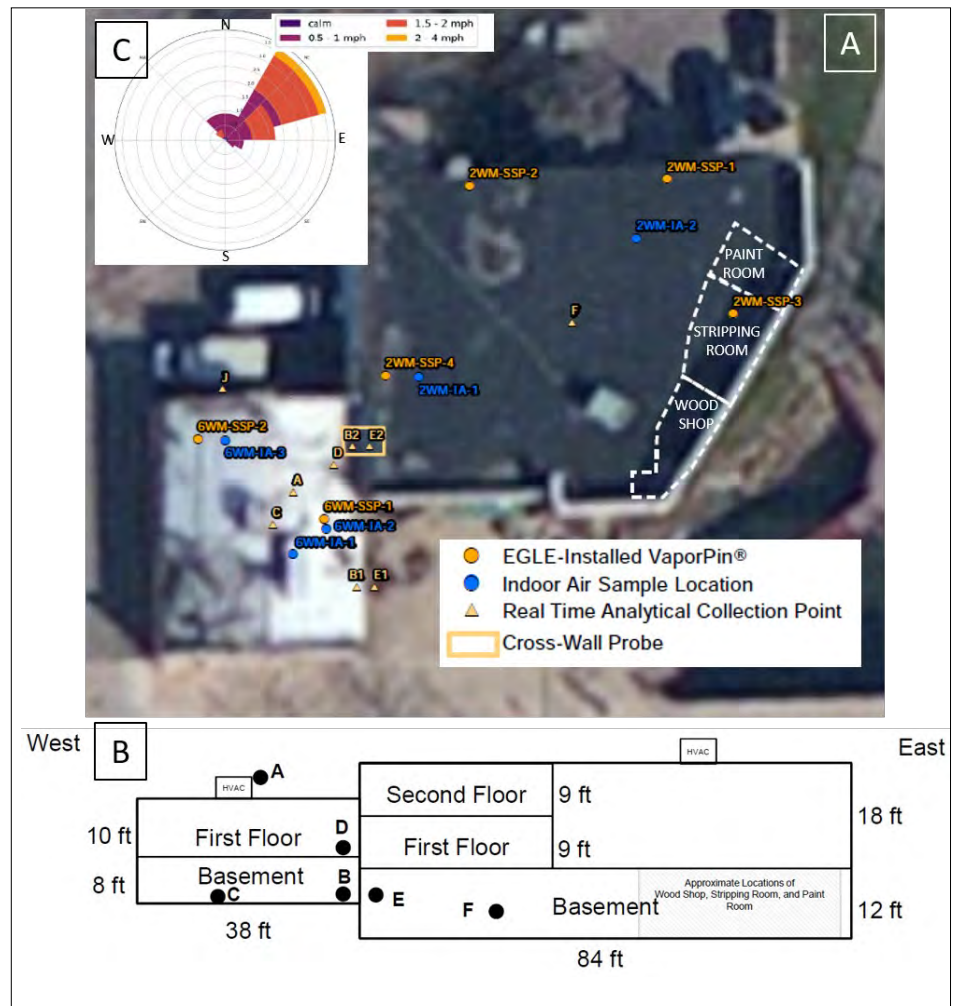 C
N
W
E
S
calm
1.5 - 2 mph
0.5 - 1 mph
2 - 4 mph
A
2WM-SSP-2
2WM-SSP-1
2WM-IA-2
PAINT
ROOM
2WM-SSP-3
F
STRIPPING
ROOM
2WM-SSP-4
2WM-IA-1
J
WOOD
SHOP
6WM-SSP-2
6WM-IA-3
B2
E2
D
A
C
6WM-SSP-1
6WM-IA-2
6WM-IA-1
B1
E1
EGLE-Installed VaporPin®
Indoor Air Sample Location
Real Time Analytical Collection Point
Cross-Wall Probe
West
B
East
HVAC
HVAC
A
Second Floor
9 ft
18 ft
10 ft
First Floor
D
First Floor
9 ft
8 ft
Basement
B
C
E
F
Basement
Approximate Locations of
Wood Shop, Stripping Room, and Paint
Room
12 ft
38 ft
84 ft